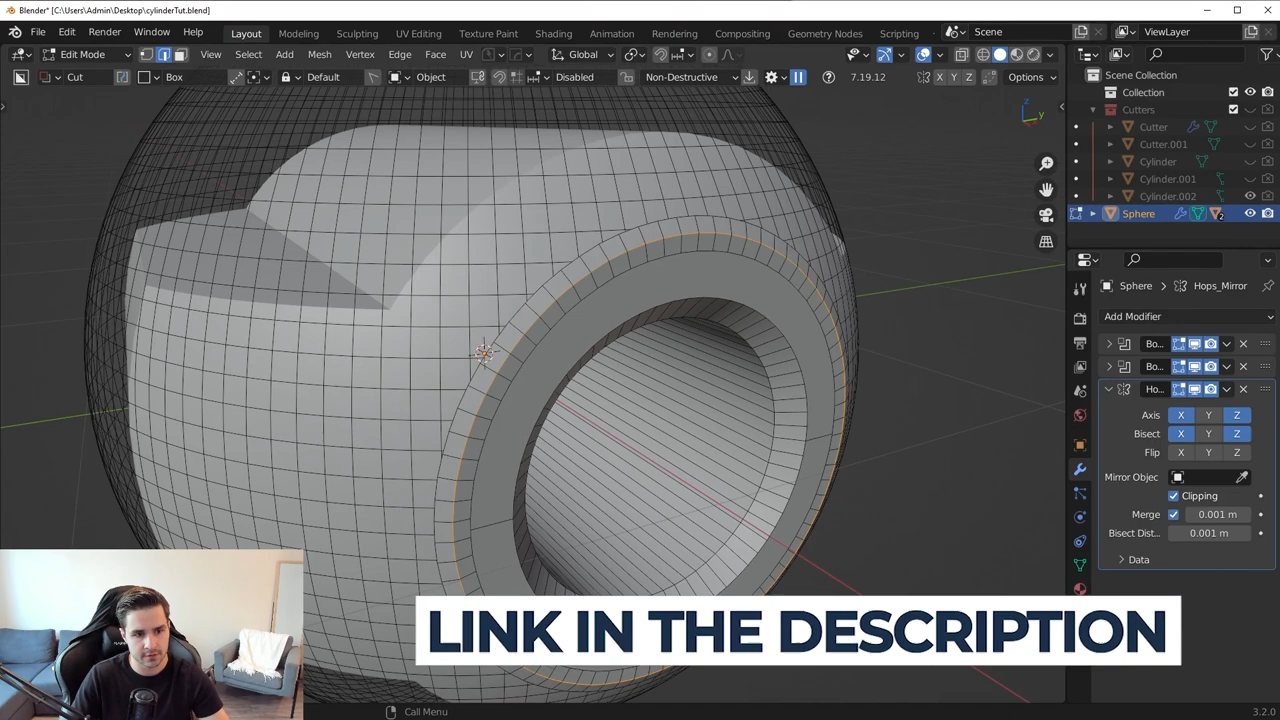 Blender* [C:\Users\Admin\Desktop\cylinderTut.blend]
File Edit Render Window Help Layout Modeling Sculpting UV Editing Texture Paint Shading Animation Rendering Compositing Geometry Nodes Scripting Scene ViewLayer
Edit Mode View Select Add Mesh Vertex Edge Face UV Global
Cut Box Default Object Disabled Non-Destructive 7.19.12 X Y Z Options
Scene Collection
Collection
Cutters
Cutter
Cutter.001
Cylinder
Cylinder.001
Cylinder.002
Sphere 2
Sphere Hops_Mirror
Add Modifier
Bo...
Bo...
Ho...
Axis X Y Z
Bisect X Y Z
Flip X Y Z
Mirror Objec
Clipping
Merge 0.001 m
Bisect Dist... 0.001 m
Data
z
y
LINK IN THE DESCRIPTION
Call Menu 3.2.0